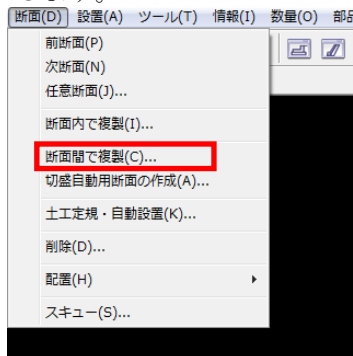 断面(D) 設置(A) ツール(T) 情報(I) 数量(O) 部品
前断面(P)
次断面(N)
任意断面(J)...
断面内で複製(I)...
断面間で複製(C)...
切盛自動用断面の作成(A)...
土工定規・自動設置(K)...
削除(D)...
配置(H)
スキュー(S)...